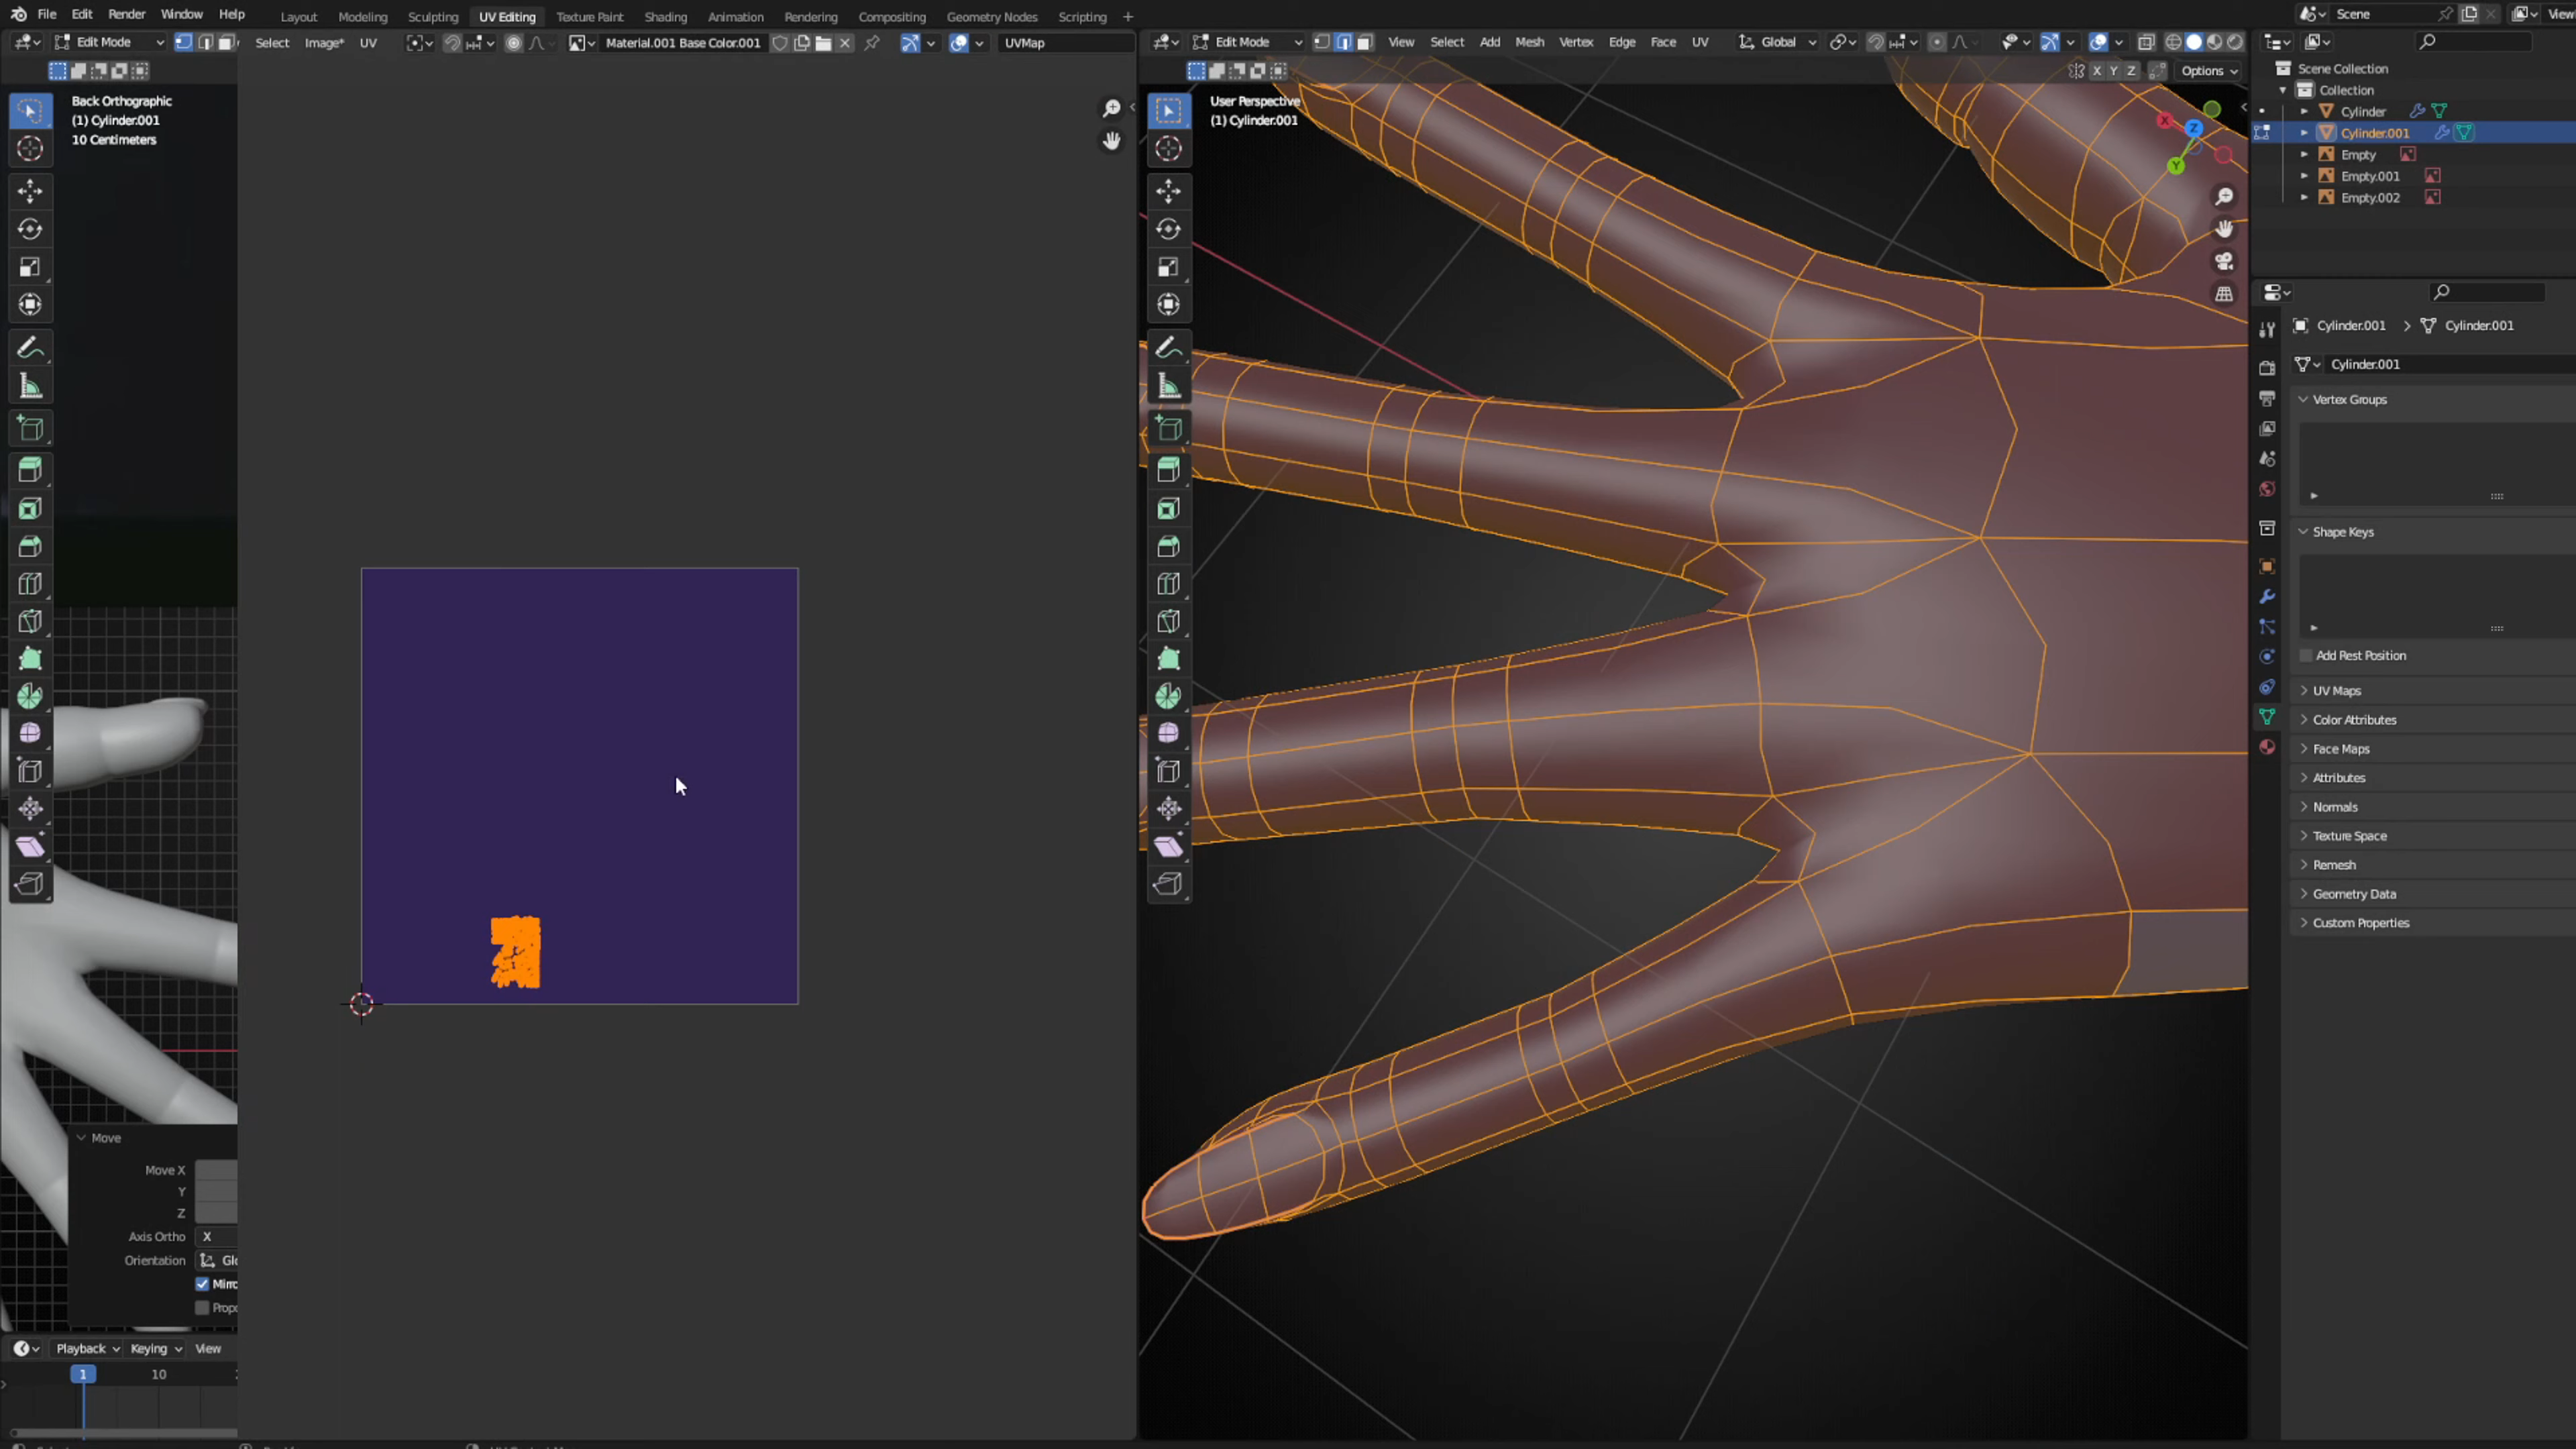 File Edit Render Window Help Layout Modeling Sculpting UV Editing Texture Paint Shading Animation Rendering Compositing Geometry Nodes Scripting + Scene View
Edit Mode Select Image* UV Material.001 Base Color.001 UVMap Edit Mode View Select Add Mesh Vertex Edge Face UV Global
X Y Z Options
Back Orthographic
(1) Cylinder.001
10 Centimeters
User Perspective
(1) Cylinder.001
X
Z
Y
Scene Collection
Collection
Cylinder
Cylinder.001
Empty
Empty.001
Empty.002
Cylinder.001 > Cylinder.001
Cylinder.001
Vertex Groups
Shape Keys
Add Rest Position
UV Maps
Color Attributes
Face Maps
Attributes
Normals
Texture Space
Remesh
Geometry Data
Custom Properties
Move
Move X
Y
Z
Axis Ortho X
Orientation Glo
Mirro
Propo
Playback Keying View
1 10